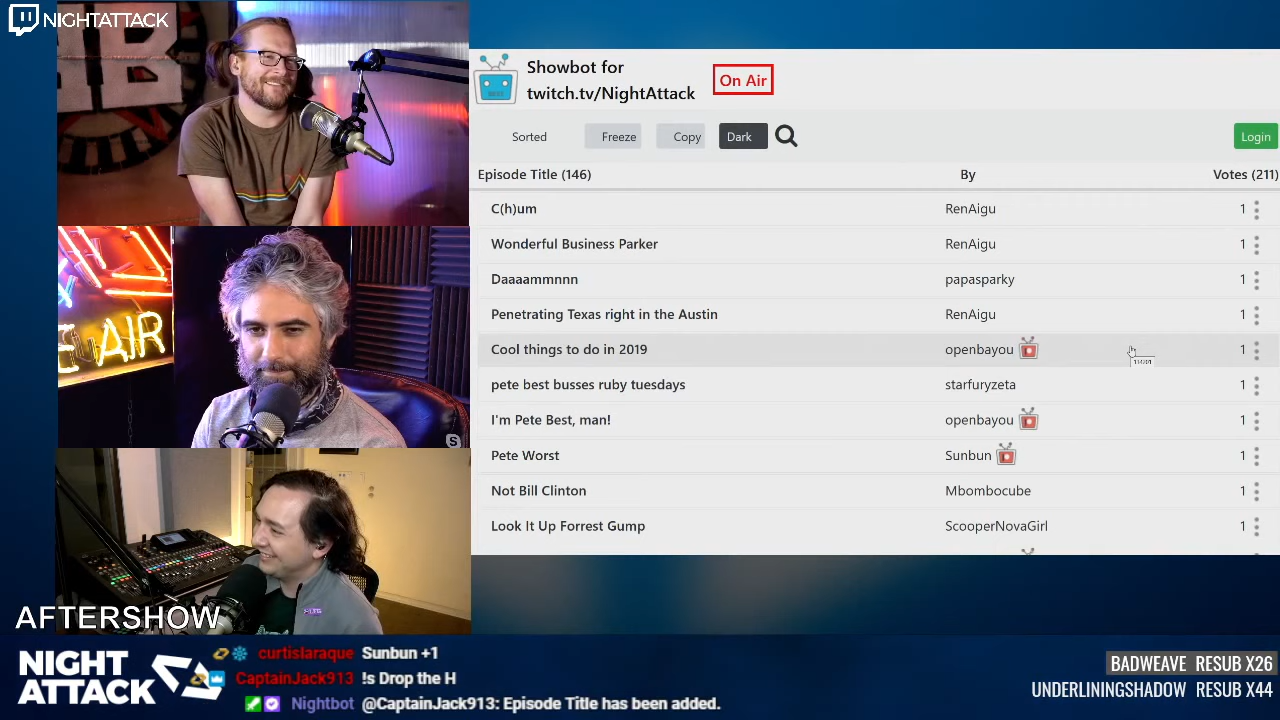 NIGHTATTACK
Showbot for
twitch.tv/NightAttack
On Air
Sorted
Freeze
Copy
Dark
Login
Episode Title (146) By Votes (211)
C(h)um RenAigu 1
Wonderful Business Parker RenAigu 1
Daaaammnnn papasparky 1
Penetrating Texas right in the Austin RenAigu 1
Cool things to do in 2019 openbayou 1
pete best busses ruby tuesdays starfuryzeta 1
I'm Pete Best, man! openbayou 1
Pete Worst Sunbun 1
Not Bill Clinton Mbombocube 1
Look It Up Forrest Gump ScooperNovaGirl 1
AIR
AFTERSHOW
NIGHT
ATTACK
curtislaraque Sunbun +1
CaptainJack913 !s Drop the H
Nightbot @CaptainJack913: Episode Title has been added.
BADWEAVE RESUB X26
UNDERLININGSHADOW RESUB X44